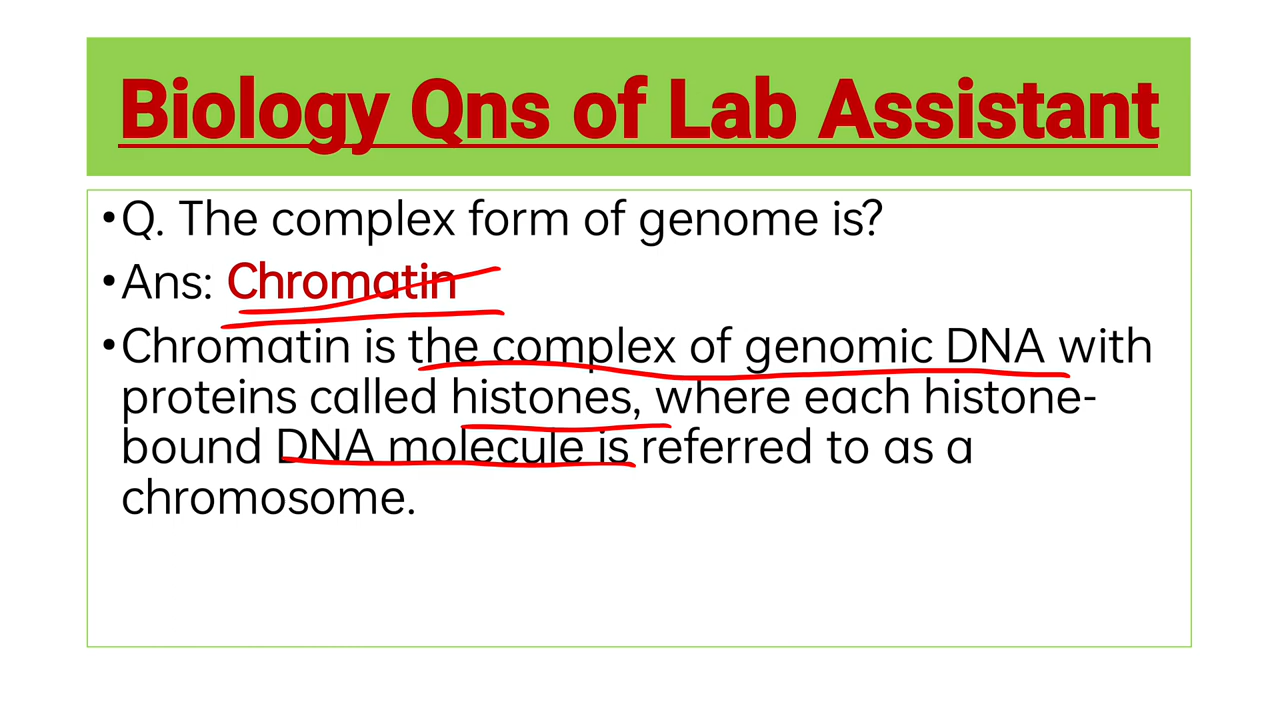 Biology Qns of Lab Assistant
•Q. The complex form of genome is?
•Ans: Chromatin
•Chromatin is the complex of genomic DNA with
proteins called histones, where each histone-
bound DNA molecule is referred to as a
chromosome.